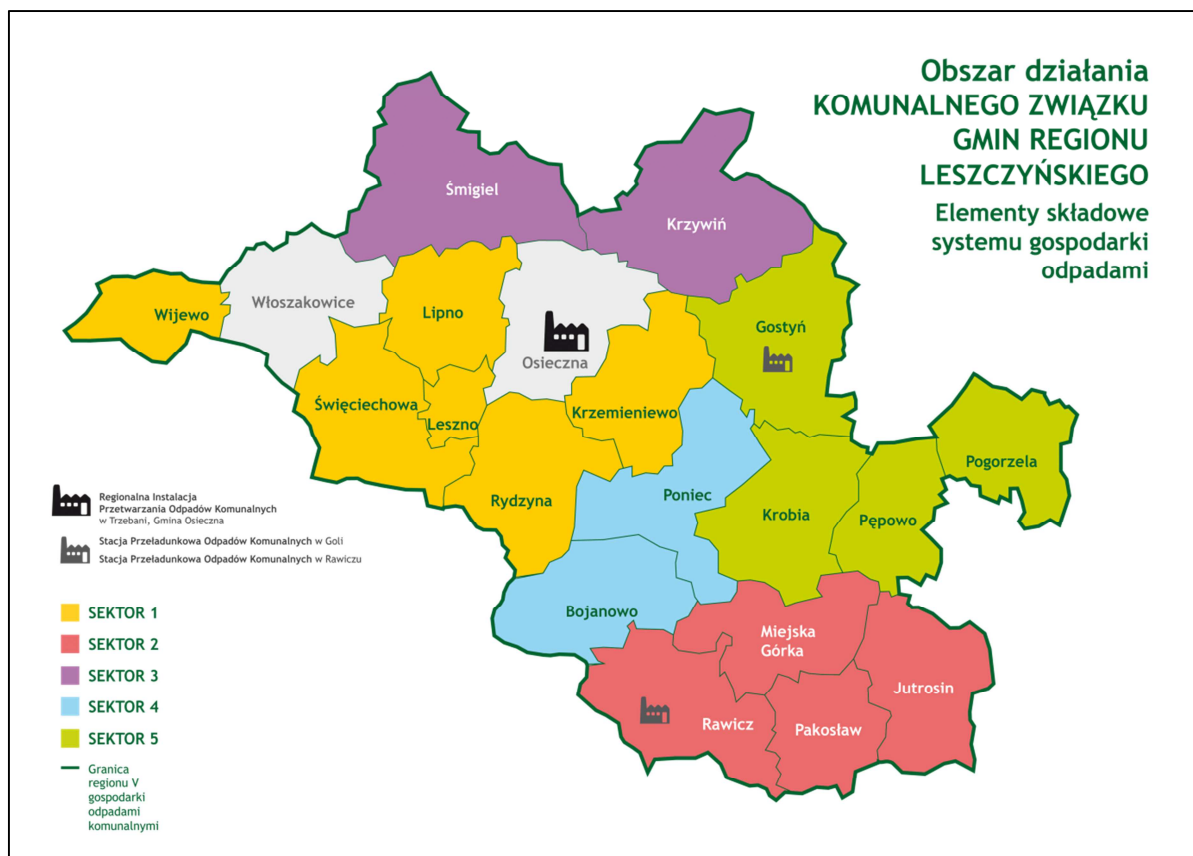 Obszar działania
KOMUNALNEGO ZWIĄZKU
GMIN REGIONU
LESZCZYŃSKIEGO
Elementy składowe
systemu gospodarki
odpadami
Śmigiel
Krzywiń
Włoszakowice
Wijewo
Lipno
Osieczna
Gostyń
Święciechowa
Leszno
Krzemieniewo
Pogorzela
Rydzyna
Poniec
Krobia
Pępowo
Bojanowo
Miejska
Górka
Jutrosin
Rawicz
Pakosław
Regionalna Instalacja
Przetwarzania Odpadów Komunalnych
w Trzebani, Gmina Osieczna
Stacja Przeładunkowa Odpadów Komunalnych w Goli
Stacja Przeładunkowa Odpadów Komunalnych w Rawiczu
SEKTOR 1
SEKTOR 2
SEKTOR 3
SEKTOR 4
SEKTOR 5
Granica
regionu V
gospodarki
odpadami
komunalnymi